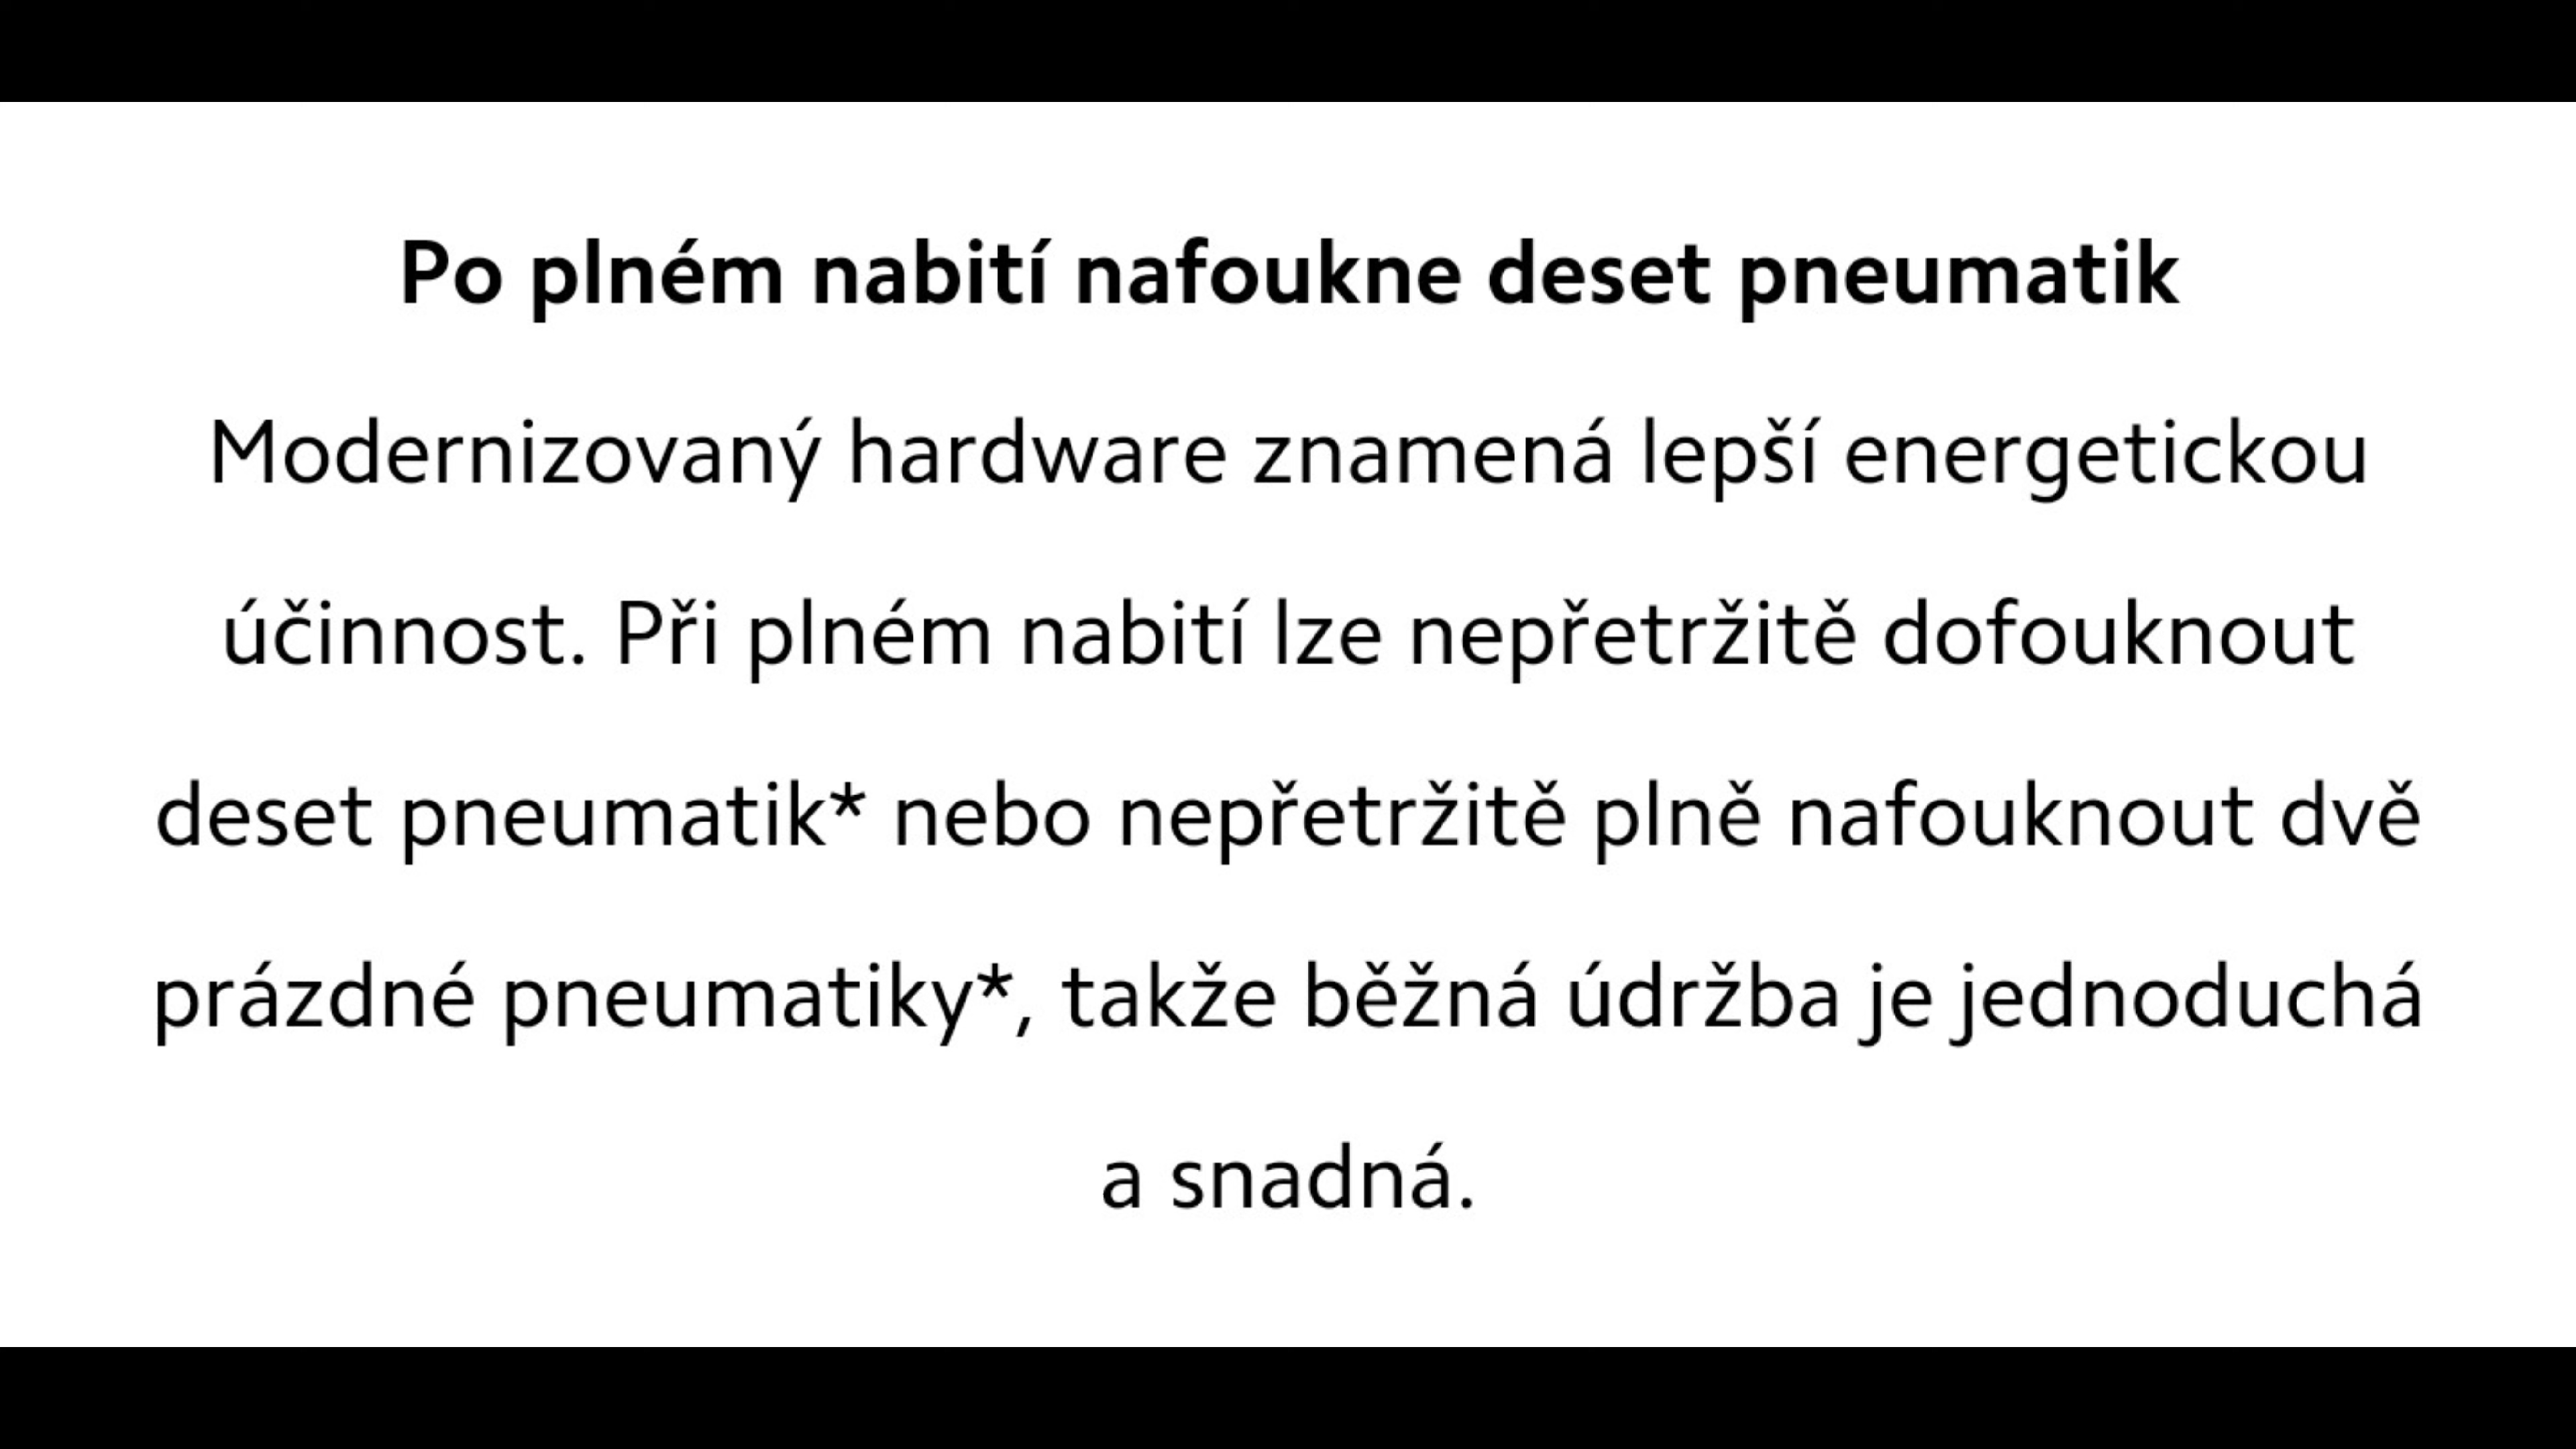 Po plném nabití nafoukne deset pneumatik
Modernizovaný hardware znamená lepší energetickou
účinnost. Při plném nabití lze nepřetržitě dofouknout
deset pneumatik* nebo nepřetržitě plně nafouknout dvě
prázdné pneumatiky*, takže běžná údržba je jednoduchá
a snadná.